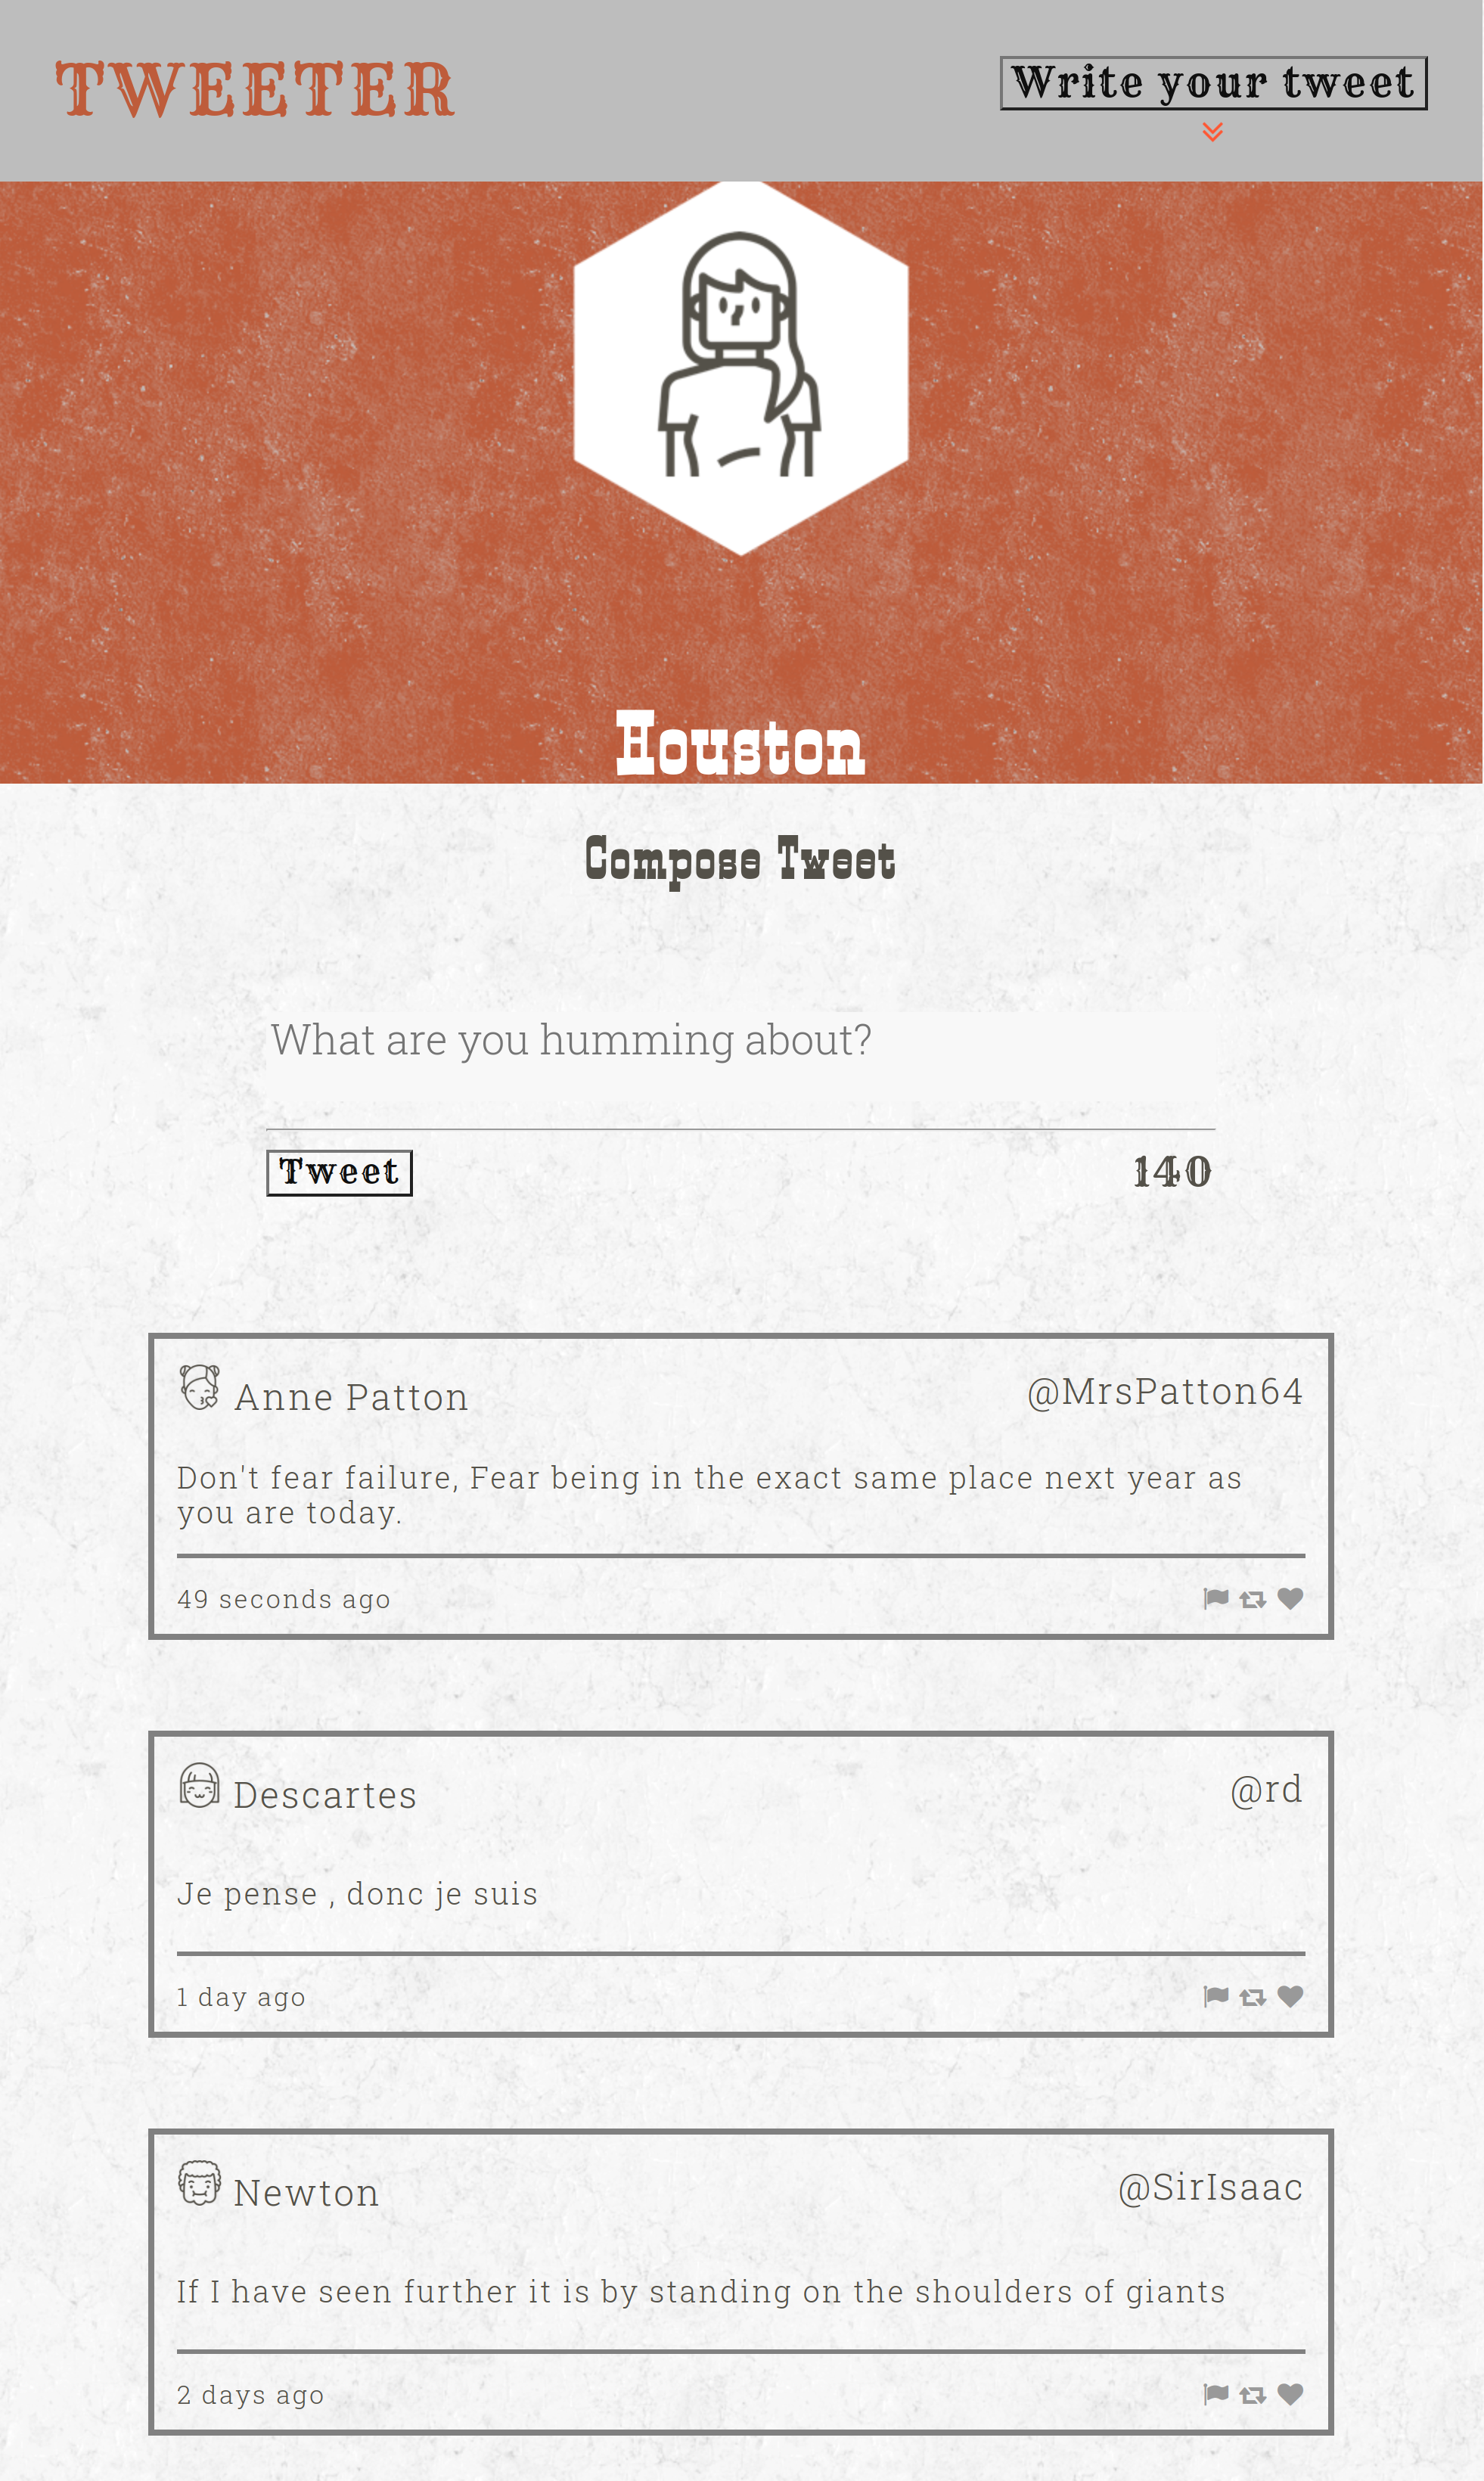 TWEETER
Write your tweet
Houston
Compose Tweet
What are you humming about?
Tweet
140
Anne Patton
@MrsPatton64
Don't fear failure, Fear being in the exact same place next year as
you are today.
49 seconds ago
Descartes
@rd
Je pense , donc je suis
1 day ago
Newton
@SirIsaac
If I have seen further it is by standing on the shoulders of giants
2 days ago